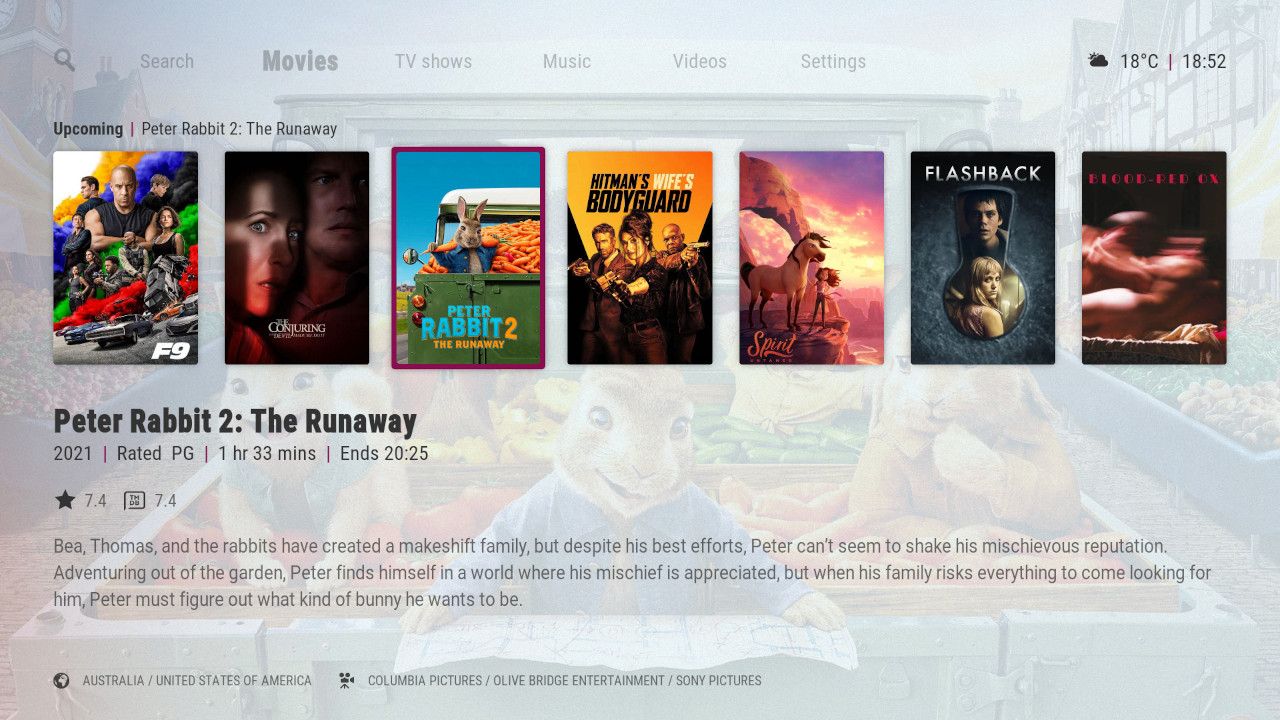 Search Movies TV shows Music Videos Settings 18°C | 18:52
Upcoming | Peter Rabbit 2: The Runaway
F9
THE CONJURING
THE DEVIL MADE ME DO IT
PETER
RABBIT 2
THE RUNAWAY
HITMAN'S WIFE'S
BODYGUARD
Spirit
UNTAMED
FLASHBACK
BLOOD-RED OX
Peter Rabbit 2: The Runaway
2021 | Rated PG | 1 hr 33 mins | Ends 20:25
7.4 TMDB 7.4
Bea, Thomas, and the rabbits have created a makeshift family, but despite his best efforts, Peter can't seem to shake his mischievous reputation.
Adventuring out of the garden, Peter finds himself in a world where his mischief is appreciated, but when his family risks everything to come looking for
him, Peter must figure out what kind of bunny he wants to be.
AUSTRALIA / UNITED STATES OF AMERICA COLUMBIA PICTURES / OLIVE BRIDGE ENTERTAINMENT / SONY PICTURES